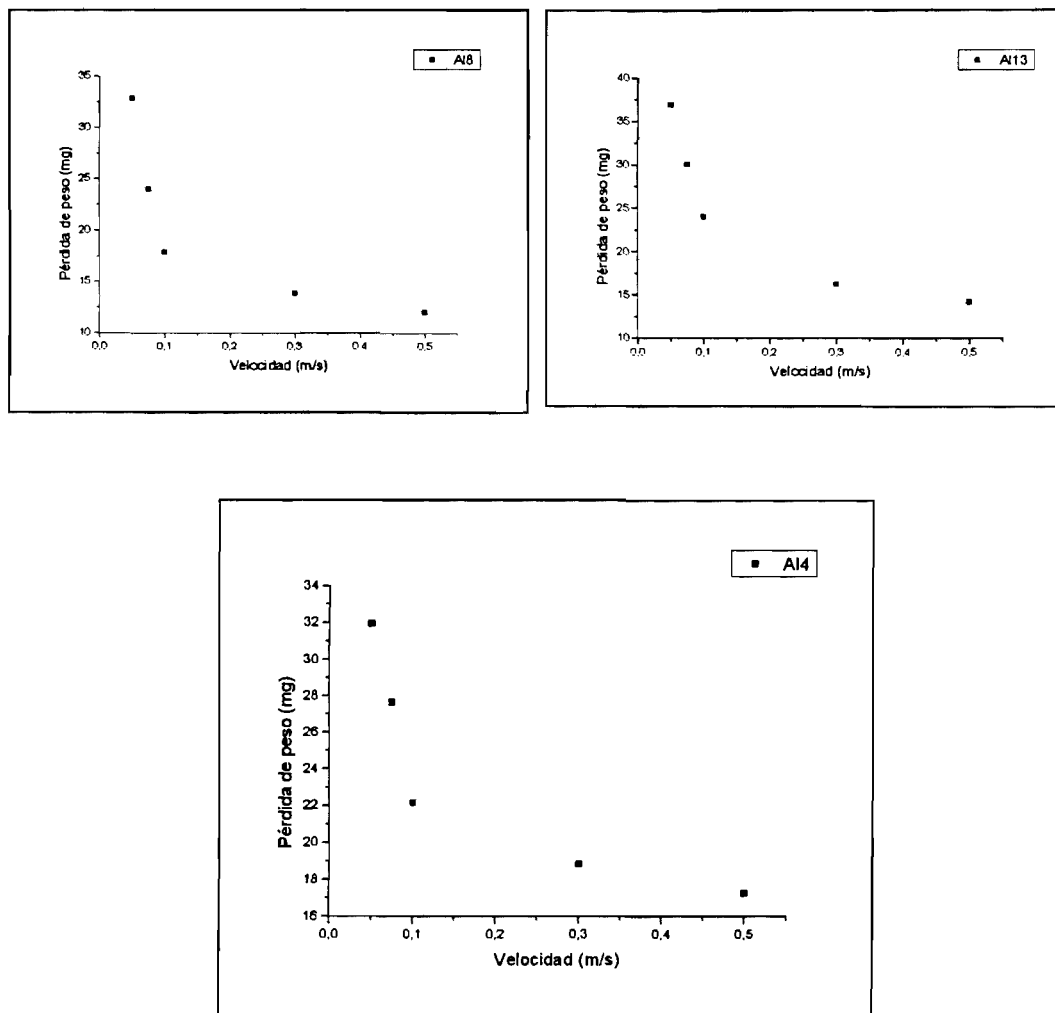 Al8
Pérdida de peso (mg)
35
30
25
20
15
10
0,0 0,1 0,2 0,3 0,4 0,5
Velocidad (m/s)
Al13
Pérdida de peso (mg)
40
35
30
25
20
15
10
0,0 0,1 0,2 0,3 0,4 0,5
Velocidad (m/s)
Al4
Pérdida de peso (mg)
34
32
30
28
26
24
22
20
18
16
0,0 0,1 0,2 0,3 0,4 0,5
Velocidad (m/s)